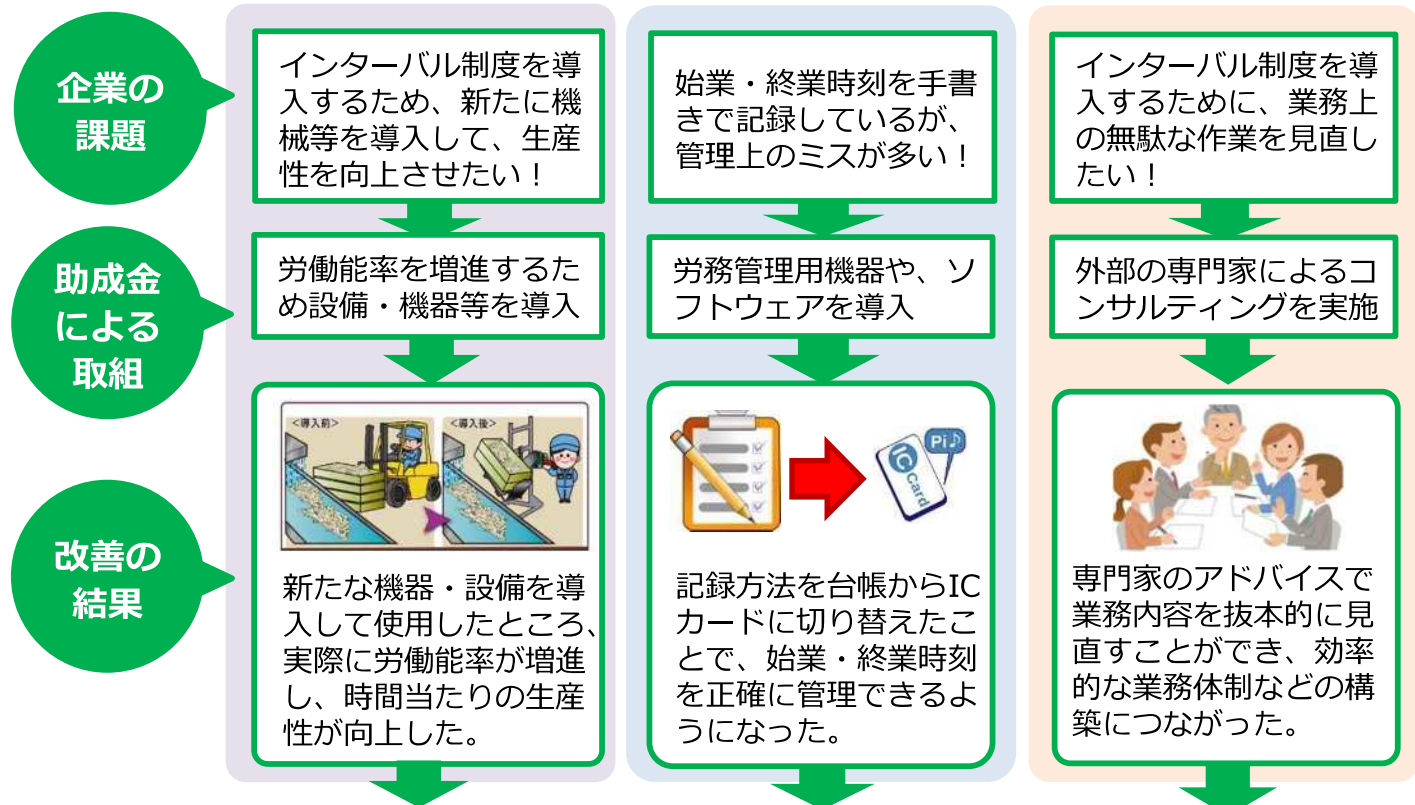 企業の
課題
インターバル制度を導
入するため、新たに機
械等を導入して、生産
性を向上させたい！
始業・終業時刻を手書
きで記録しているが、
管理上のミスが多い！
インターバル制度を導
入するために、業務上
の無駄な作業を見直し
たい！
助成金
による
取組
労働能率を増進するた
め設備・機器等を導入
労務管理用機器や、ソ
フトウェアを導入
外部の専門家によるコ
ンサルティングを実施
改善の
結果
<導入前>
<導入後>
新たな機器・設備を導
入して使用したところ、
実際に労働能率が増進
し、時間当たりの生産
性が向上した。
Pi♪
IC
Card
記録方法を台帳からIC
カードに切り替えたこ
とで、始業・終業時刻
を正確に管理できるよ
うになった。
専門家のアドバイスで
業務内容を抜本的に見
直すことができ、効率
的な業務体制などの構
築につながった。